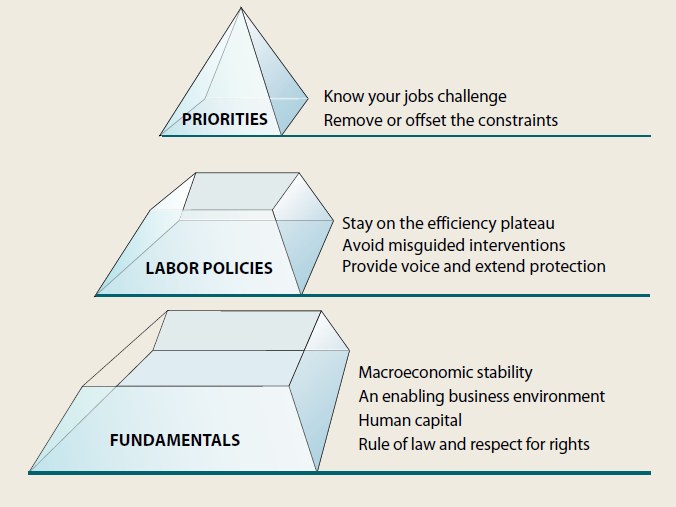 PRIORITIES
Know your jobs challenge
Remove or offset the constraints
LABOR POLICIES
Stay on the efficiency plateau
Avoid misguided interventions
Provide voice and extend protection
FUNDAMENTALS
Macroeconomic stability
An enabling business environment
Human capital
Rule of law and respect for rights